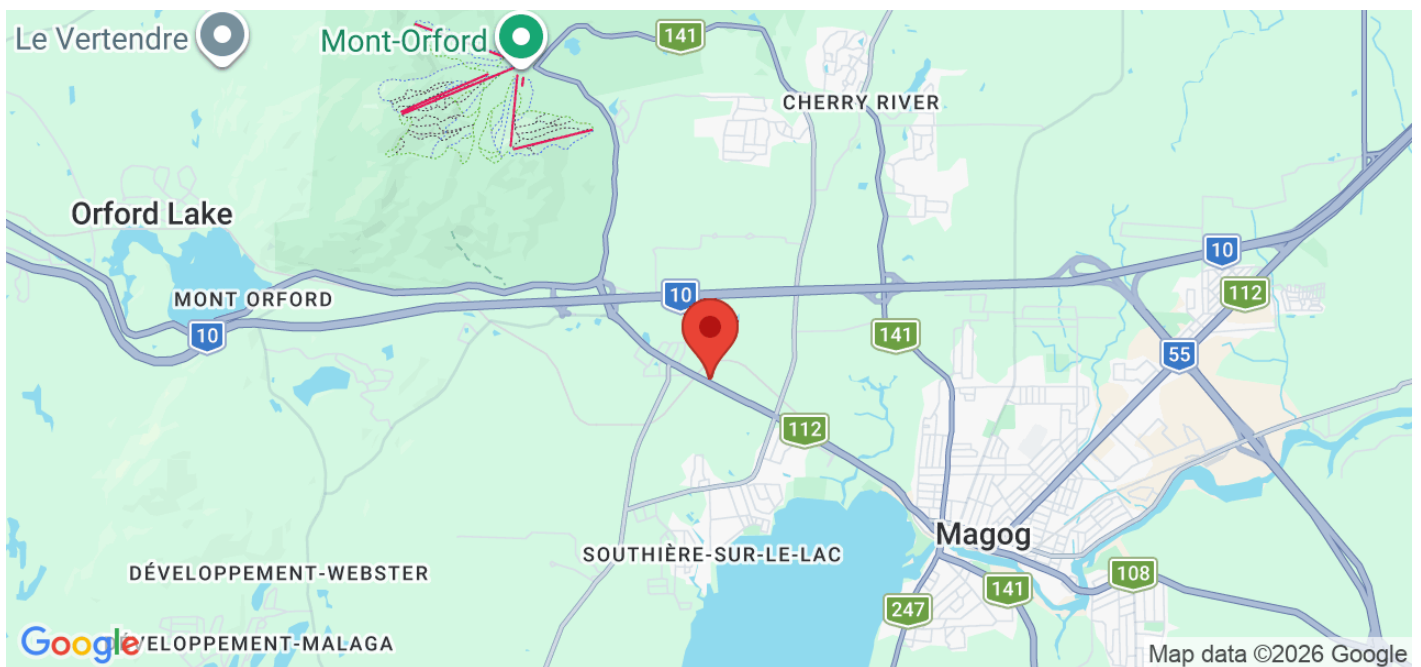 Le Vertendre
Mont-Orford
141
CHERRY RIVER
Orford Lake
10
112
MONT ORFORD
10
10
141
55
112
Magog
SOUTHIÈRE-SUR-LE-LAC
DÉVELOPPEMENT-WEBSTER
108
141
247
DÉVELOPPEMENT-MALAGA
Google
Map data ©2026 Google